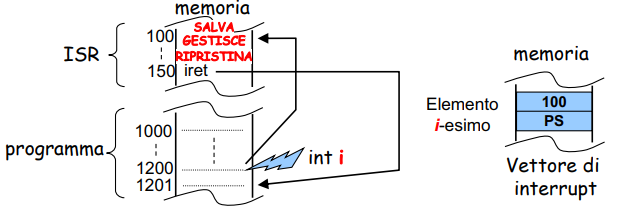 memoria
ISR
100
SALVA
GESTISCE
RIPRISTINA
150 iret
programma
1000
1200
1201
int i
memoria
Elemento
i-esimo
100
PS
Vettore di
interrupt